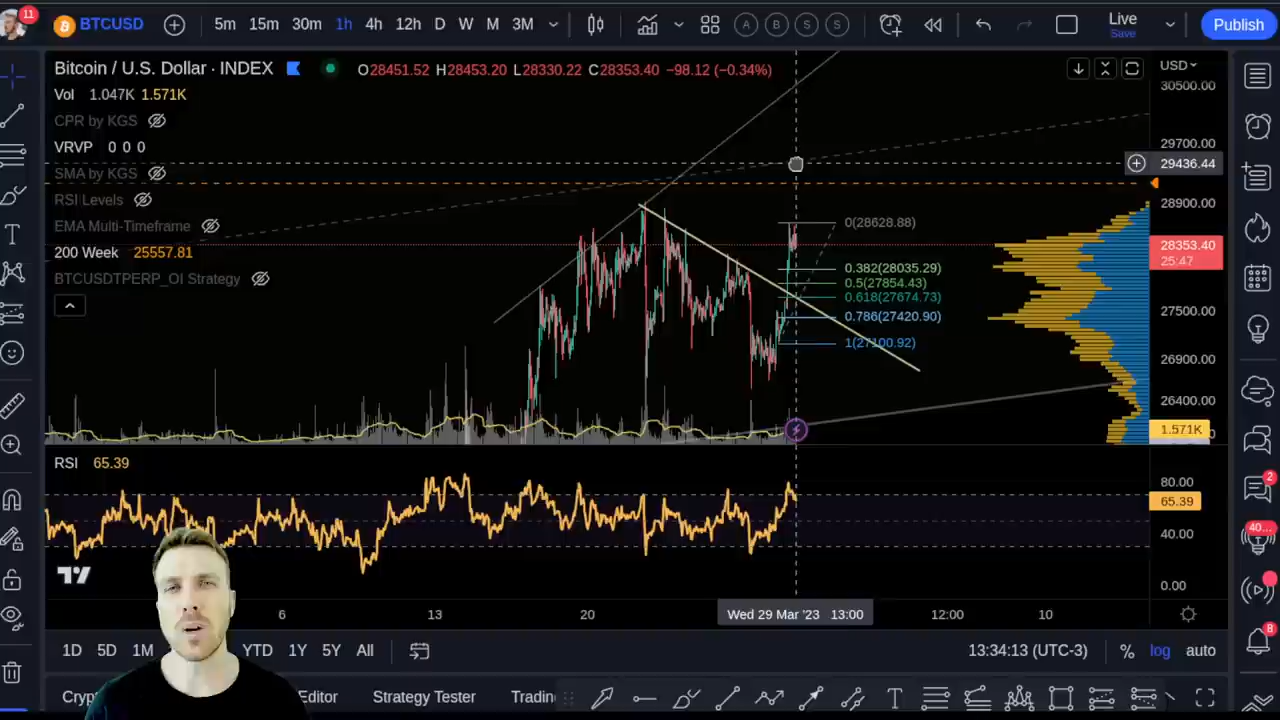 11
BTCUSD
5m 15m 30m 1h 4h 12h D W M 3M
A B S S
Live
Save
Publish
Bitcoin / U.S. Dollar · INDEX
O28451.52 H28453.20 L28330.22 C28353.40 −98.12 (−0.34%)
USD
30500.00
Vol 1.047K 1.571K
CPR by KGS
VRVP 0 0 0
29700.00
29436.44
SMA by KGS
RSI Levels
28900.00
EMA Multi-Timeframe
0(28628.88)
200 Week 25557.81
28353.40
25:47
BTCUSDTPERP_OI Strategy
0.382(28035.29)
0.5(27854.43)
0.618(27674.73)
0.786(27420.90)
27500.00
1(27100.92)
26900.00
26400.00
1.571K
RSI 65.39
80.00
65.39
40.00
0.00
2
40...
8
6 13 20 Wed 29 Mar '23 13:00 12:00 10
1D 5D 1M YTD 1Y 5Y All
13:34:13 (UTC-3) % log auto
Editor Strategy Tester
T